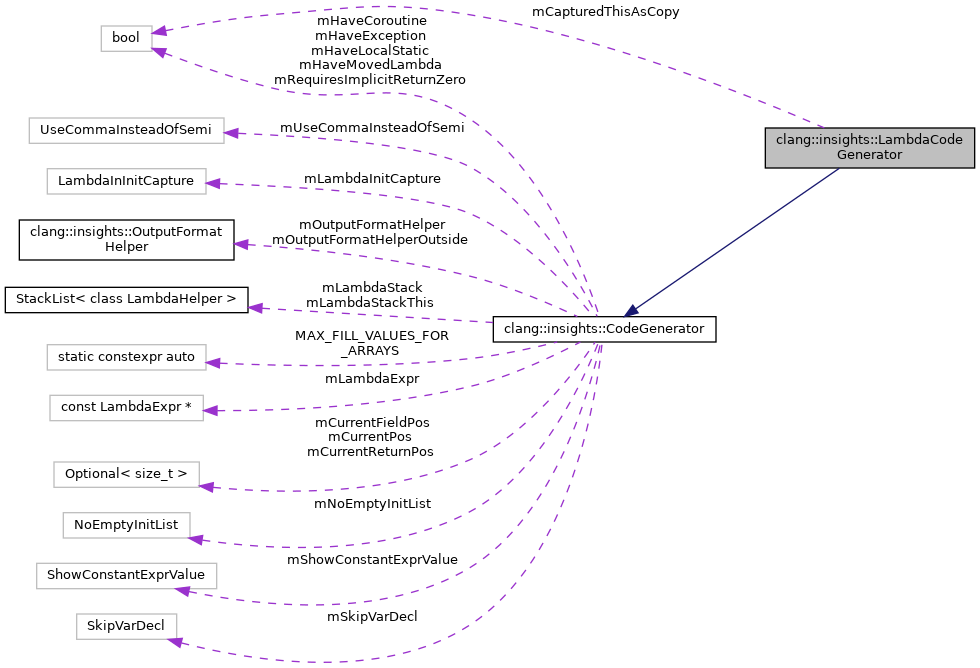 mCapturedThisAsCopy
mHaveCoroutine
mHaveException
mHaveLocalStatic
mHaveMovedLambda
mRequiresImplicitReturnZero
bool
UseCommaInsteadOfSemi
mUseCommaInsteadOfSemi
clang::insights::LambdaCode
Generator
LambdaInInitCapture
mLambdaInitCapture
clang::insights::OutputFormat
Helper
mOutputFormatHelper
mOutputFormatHelperOutside
StackList< class LambdaHelper >
mLambdaStack
mLambdaStackThis
clang::insights::CodeGenerator
static constexpr auto
MAX_FILL_VALUES_FOR
_ARRAYS
const LambdaExpr *
mLambdaExpr
Optional< size_t >
mCurrentFieldPos
mCurrentPos
mCurrentReturnPos
NoEmptyInitList
mNoEmptyInitList
ShowConstantExprValue
mShowConstantExprValue
SkipVarDecl
mSkipVarDecl